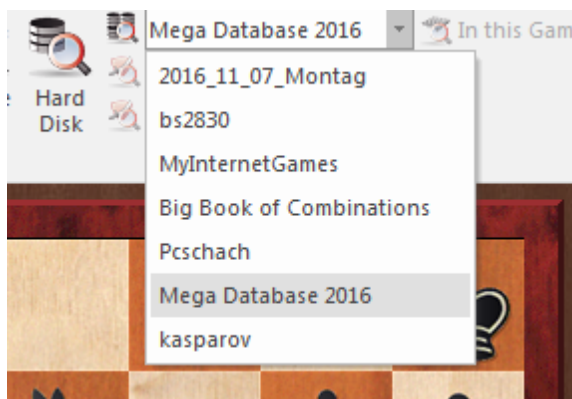 Mega Database 2016
In this Gam
Hard
Disk
2016_11_07_Montag
bs2830
MyInternetGames
Big Book of Combinations
Pcschach
Mega Database 2016
kasparov